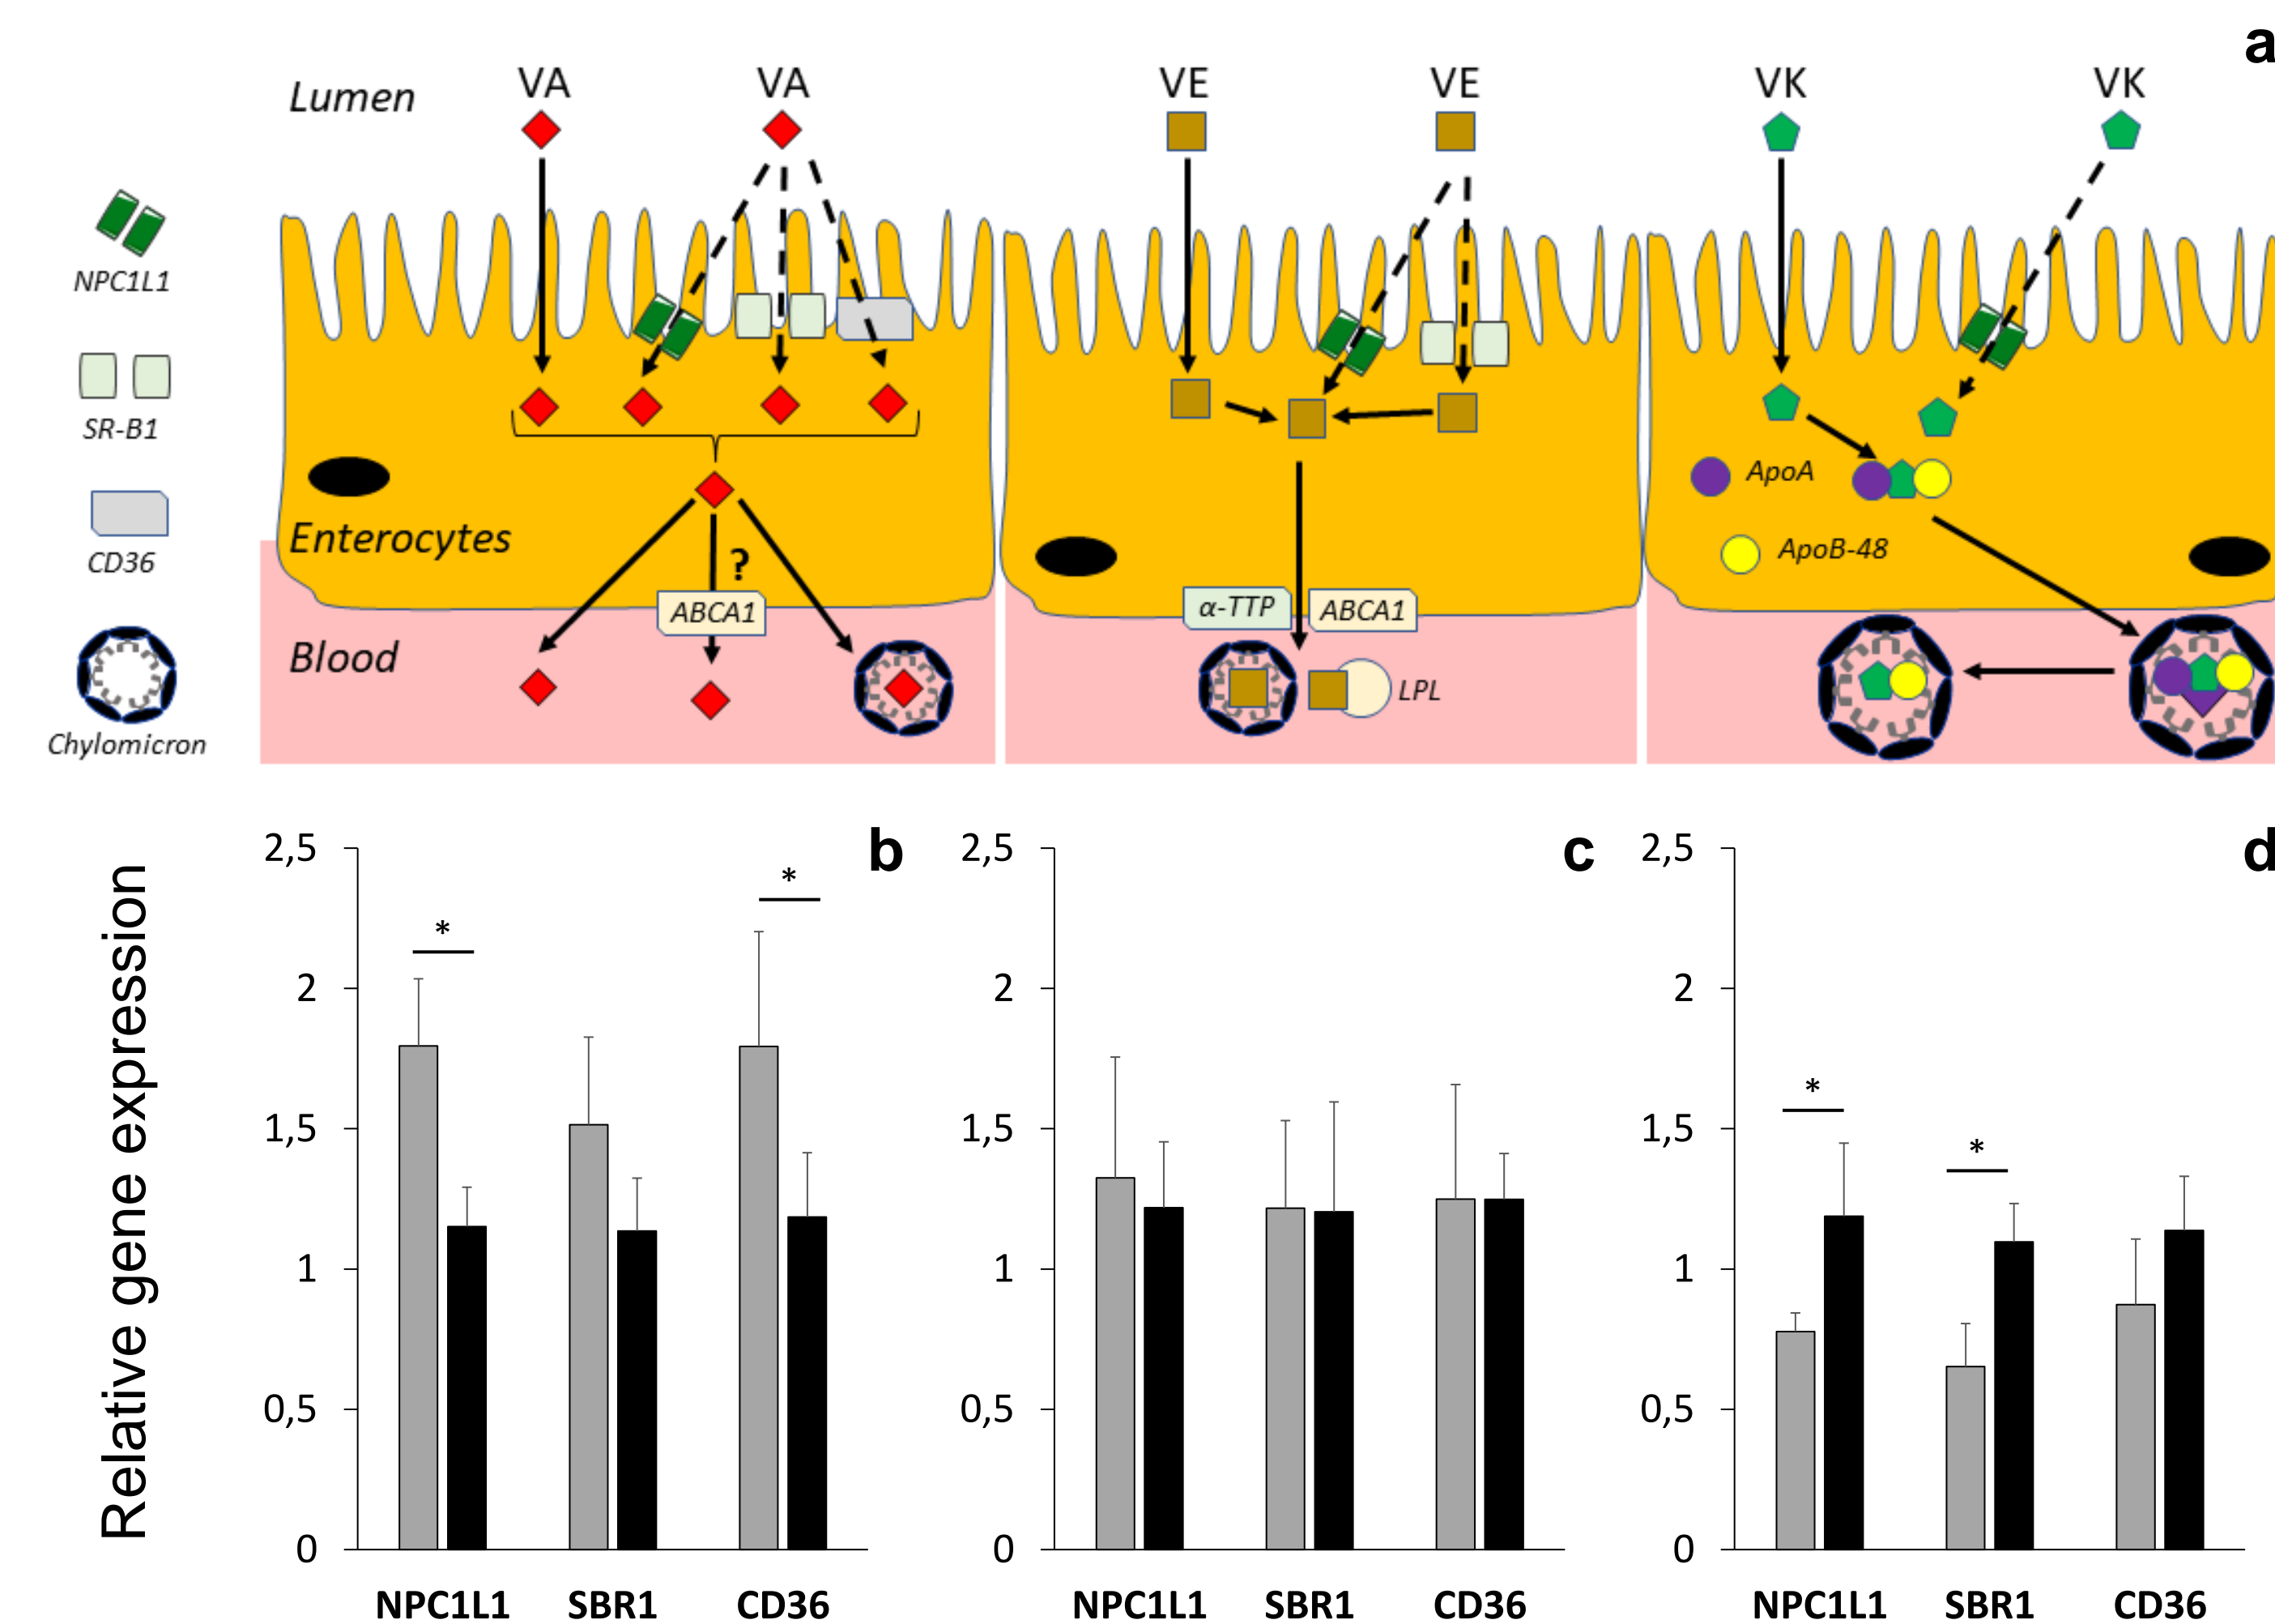 a
Lumen VA VA VE VE VK VK
NPC1L1
SR-B1
CD36
Chylomicron
Enterocytes
?
ABCA1
Blood
α-TTP ABCA1
LPL
ApoA
ApoB-48
Relative gene expression
b
2,5
2
1,5
1
0,5
0
*
*
NPC1L1 SBR1 CD36
c
2,5
2
1,5
1
0,5
0
NPC1L1 SBR1 CD36
d
2,5
2
1,5
1
0,5
0
*
*
NPC1L1 SBR1 CD36